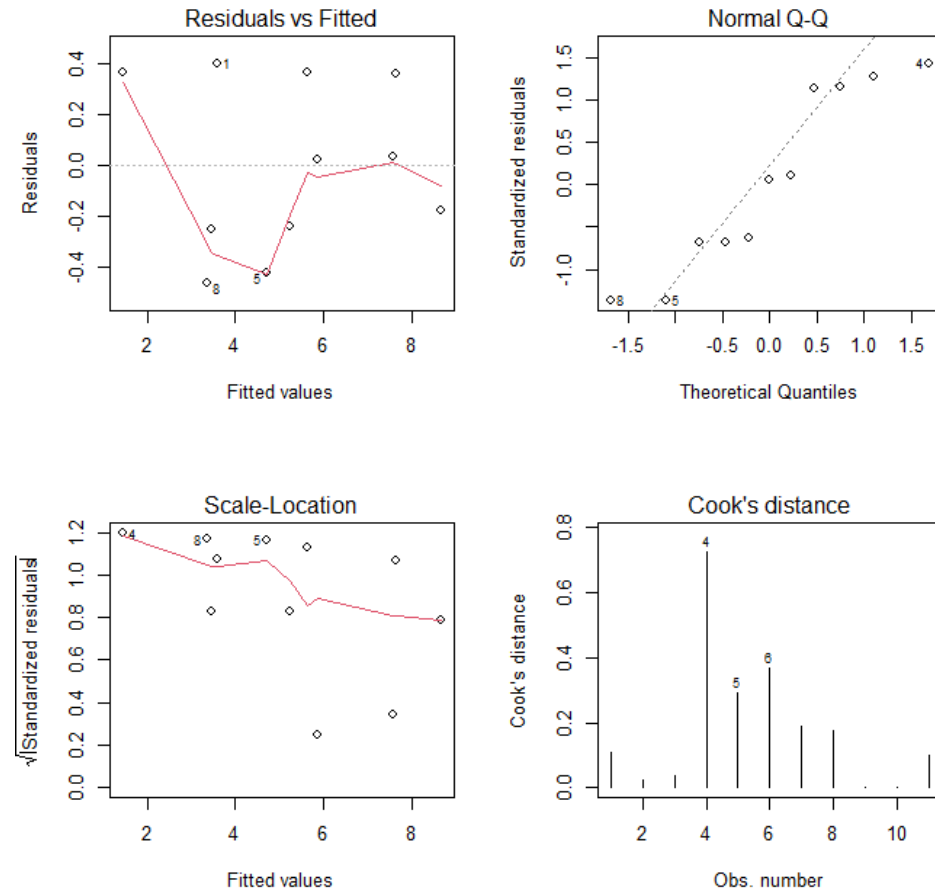 Residuals vs Fitted
Residuals
0.4
0.2
0.0
-0.2
-0.4
1
5
8
2 4 6 8
Fitted values
Normal Q-Q
Standardized residuals
1.5
1.0
0.5
0.0
-1.0
4
8
5
-1.5 -0.5 0.0 0.5 1.0 1.5
Theoretical Quantiles
Scale-Location
√|Standardized residuals|
1.2
1.0
0.8
0.6
0.4
0.2
0.0
4
8
5
2 4 6 8
Fitted values
Cook's distance
Cook's distance
0.8
0.6
0.4
0.2
0.0
4
5
6
2 4 6 8 10
Obs. number